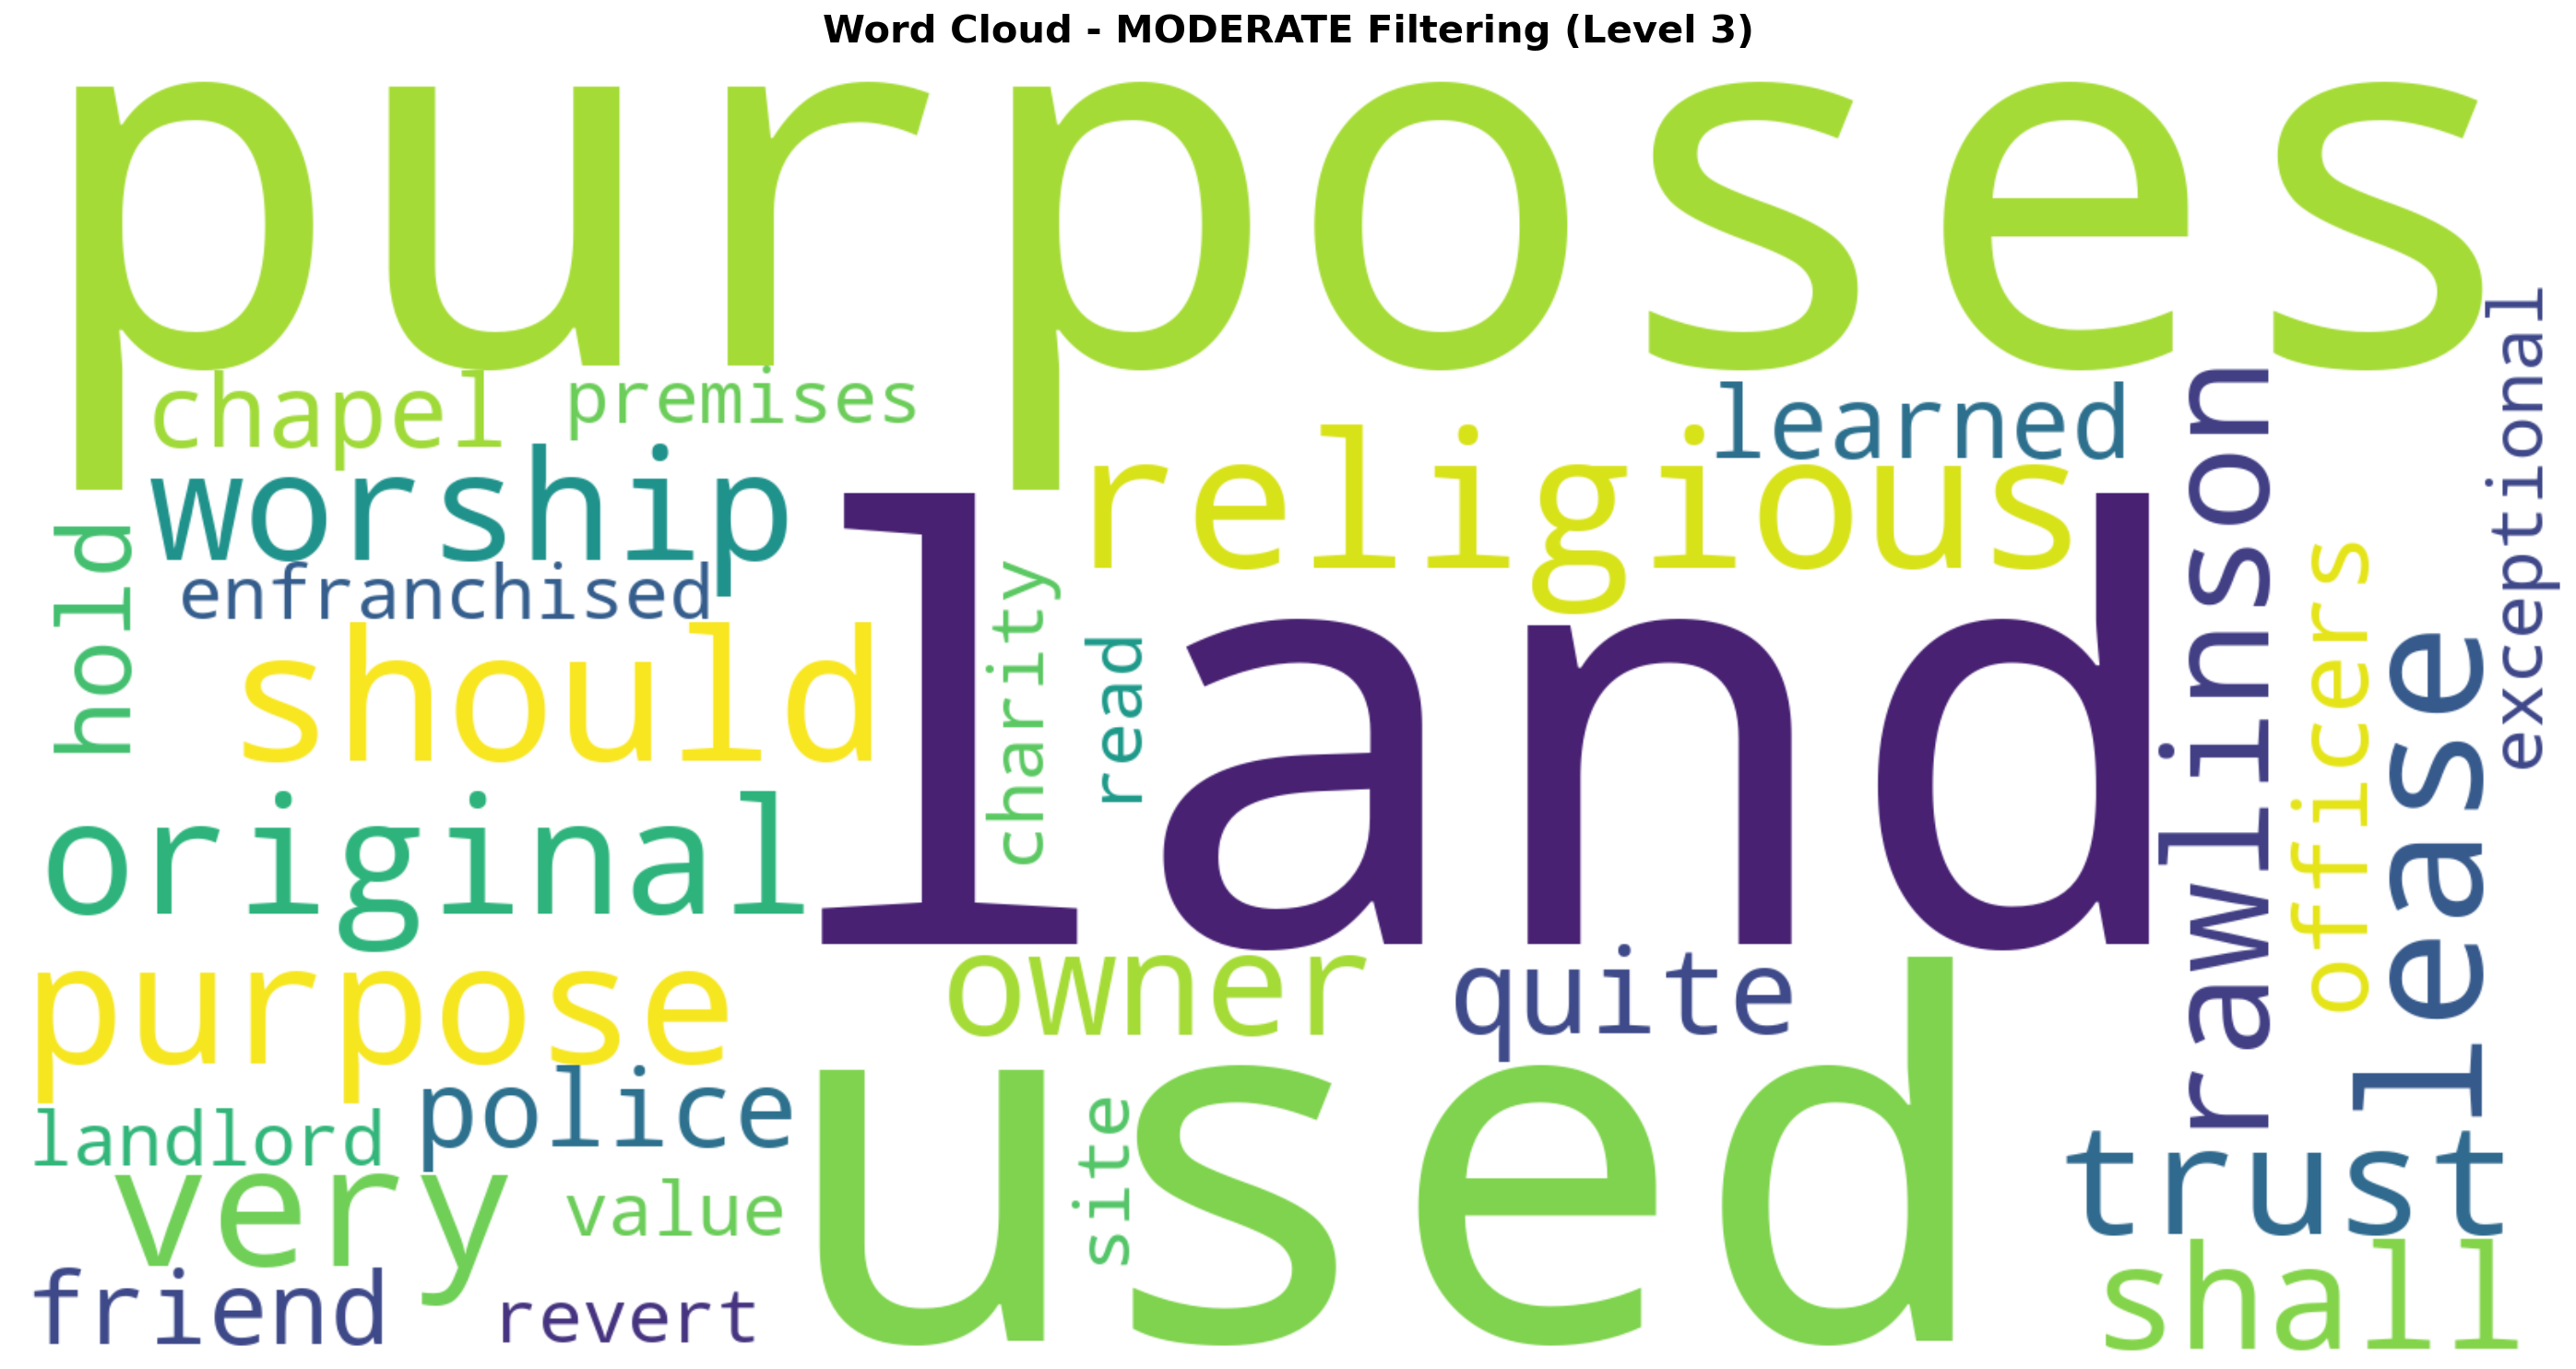 Word Cloud - MODERATE Filtering (Level 3)
purposes
chapel
premises
learned
worship
religious
exceptional
rawlinson
hold
enfranchised
should
charity
read
officers
lease
land
original
owner
quite
purpose
police
landlord
used
site
trust
very
value
shall
friend
revert